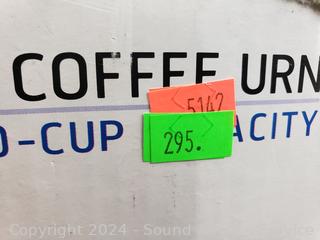 COFFEE URN
5142
-CUP ACITY
295.
Copyright 2024 - Sound